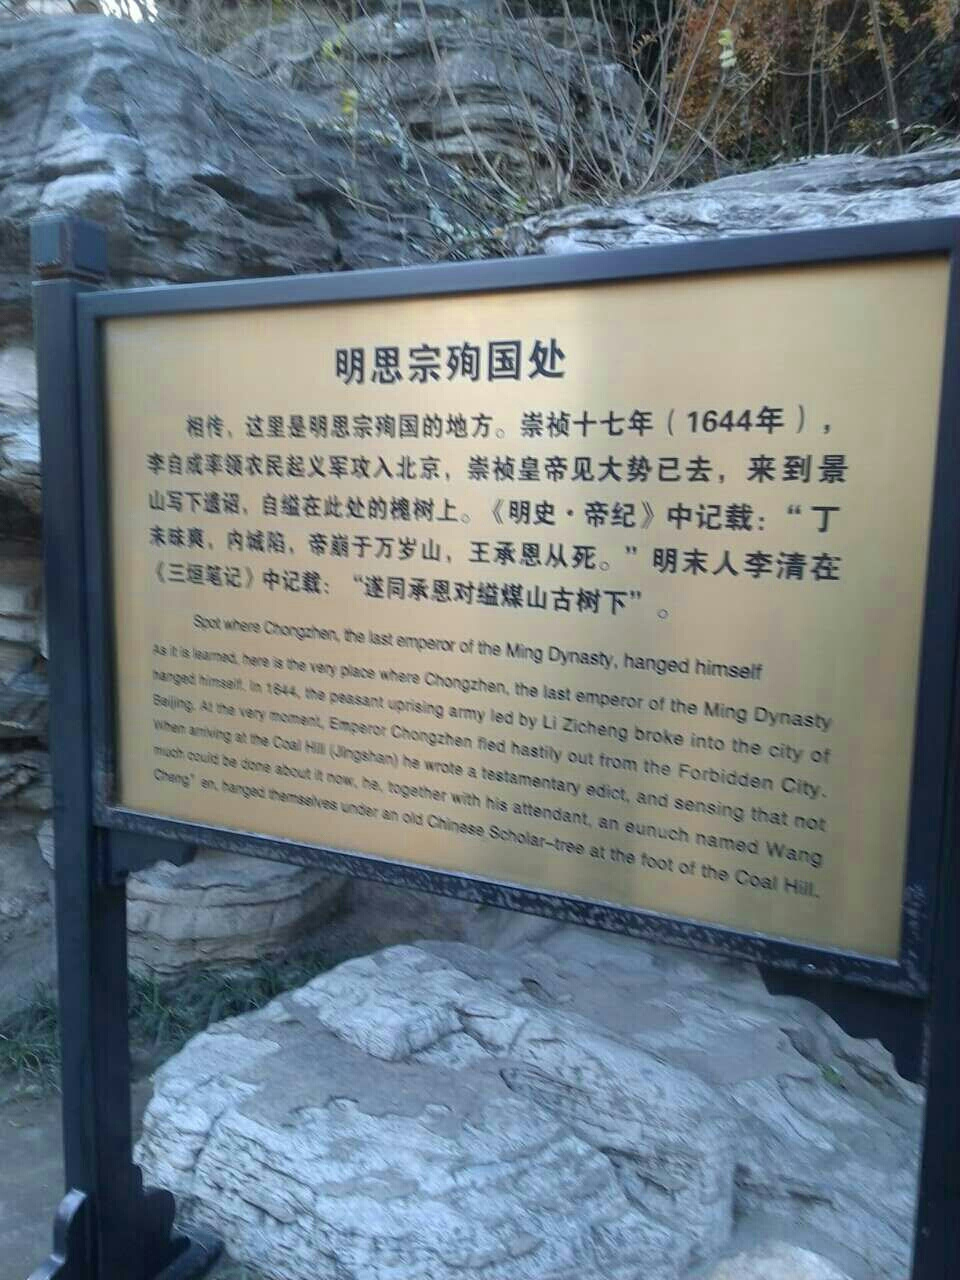 明思宗殉国处
相传，这里是明思宗殉国的地方。崇祯十七年（1644年），
李自成率领农民起义军攻入北京，崇祯皇帝见大势已去，来到景
山写下遗诏，自缢在此处的槐树上。《明史·帝纪》中记载：“丁
未昧爽，内城陷，帝崩于万岁山，王承恩从死。”明末人李清在
《三垣笔记》中记载：“遂同承恩对缢煤山古树下”。
Spot where Chongzhen, the last emperor of the Ming Dynasty, hanged himself
As it is learned, here is the very place where Chongzhen, the last emperor of the Ming Dynasty
hanged himself. In 1644, the peasant uprising army led by Li Zicheng broke into the city of
Beijing. At the very moment, Emperor Chongzhen fled hastily out from the Forbidden City.
When arriving at the Coal Hill (Jingshan) he wrote a testamentary edict, and sensing that not
much could be done about it now, he, together with his attendant, an eunuch named Wang
Cheng" en, hanged themselves under an old Chinese Scholar-tree at the foot of the Coal Hill.